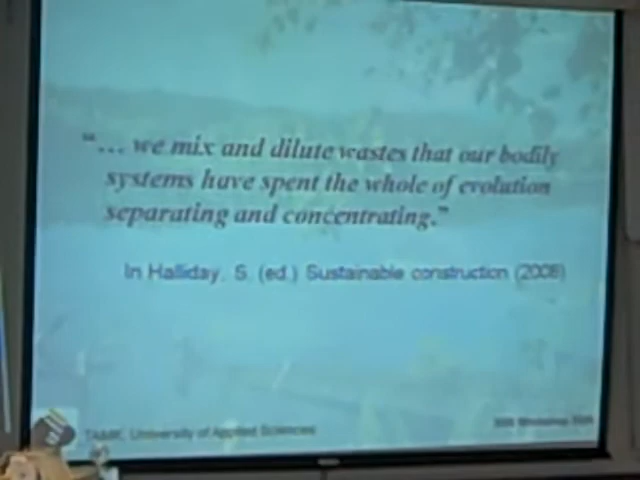 "... we mix and dilute wastes that our bodily
systems have spent the whole of evolution
separating and concentrating."
In Halliday, S. (ed.) Sustainable construction (2008)
TAMK, University of Applied Sciences
Workshop